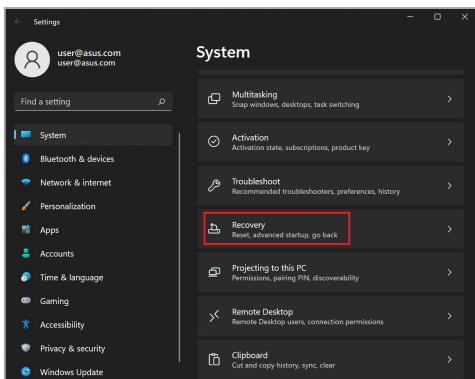 Settings
user@asus.com
user@asus.com
Find a setting
System
Bluetooth & devices
Network & internet
Personalization
Apps
Accounts
Time & language
Gaming
Accessibility
Privacy & security
Windows Update
System
Multitasking
Snap windows, desktops, task switching
Activation
Activation state, subscriptions, product key
Troubleshoot
Recommended troubleshooters, preferences, history
Recovery
Reset, advanced startup, go back
Projecting to this PC
Permissions, pairing PIN, discoverability
Remote Desktop
Remote Desktop users, connection permissions
Clipboard
Cut and copy history, sync, clear